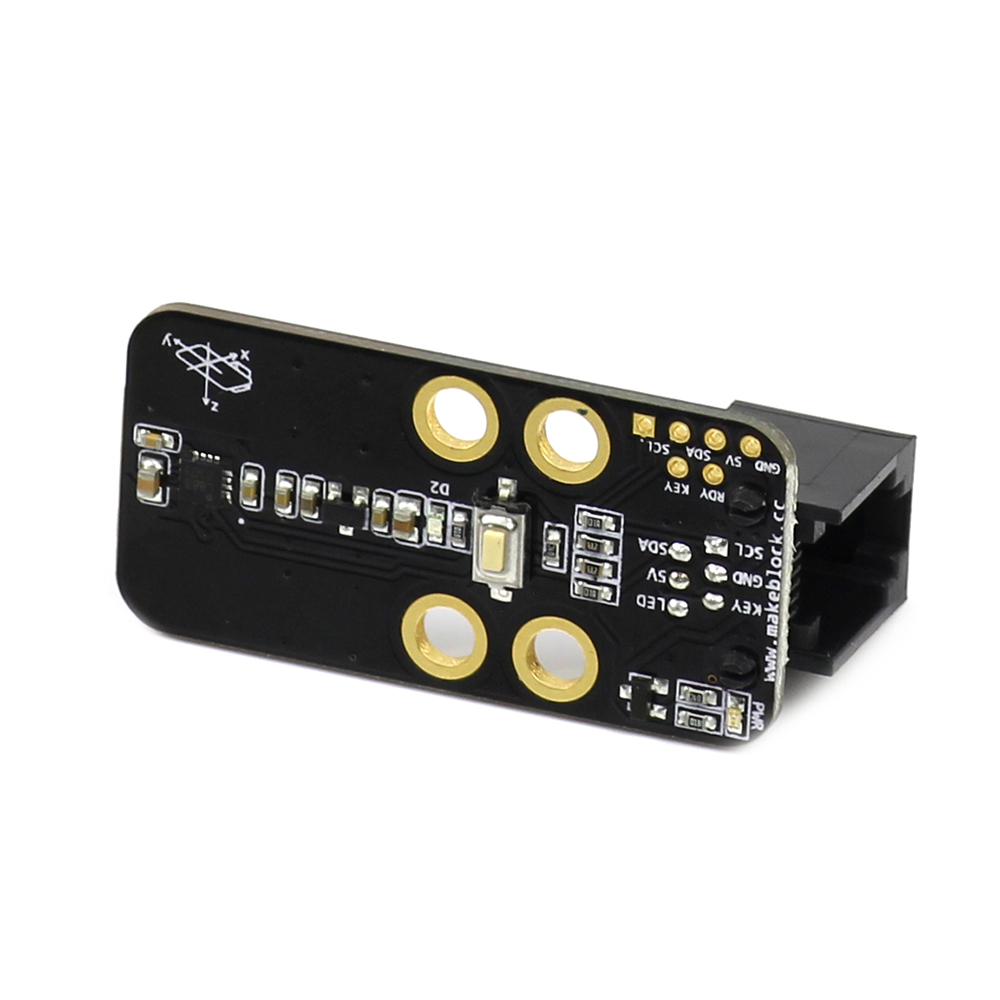 y
x
z
D2
SCL
SDA
5V
GND
KEY
RDY
SDA
SCL
5V
GND
LED
KEY
www.makeblock.cc
PWR